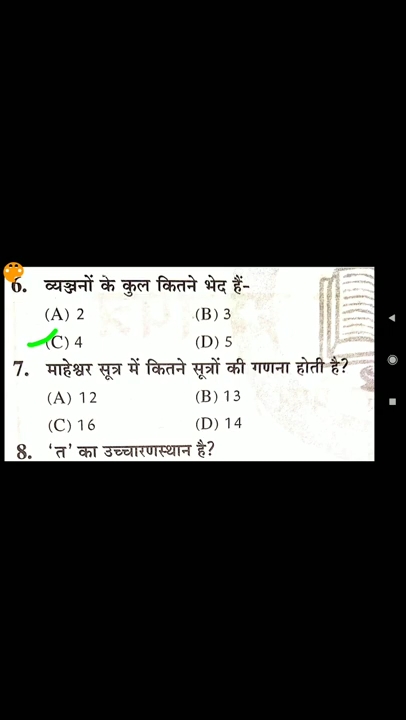 6. व्यञ्जनों के कुल कितने भेद हैं-
(A) 2 (B) 3
(C) 4 (D) 5
7. माहेश्वर सूत्र में कितने सूत्रों की गणना होती है?
(A) 12 (B) 13
(C) 16 (D) 14
8. ‘त’ का उच्चारणस्थान है?